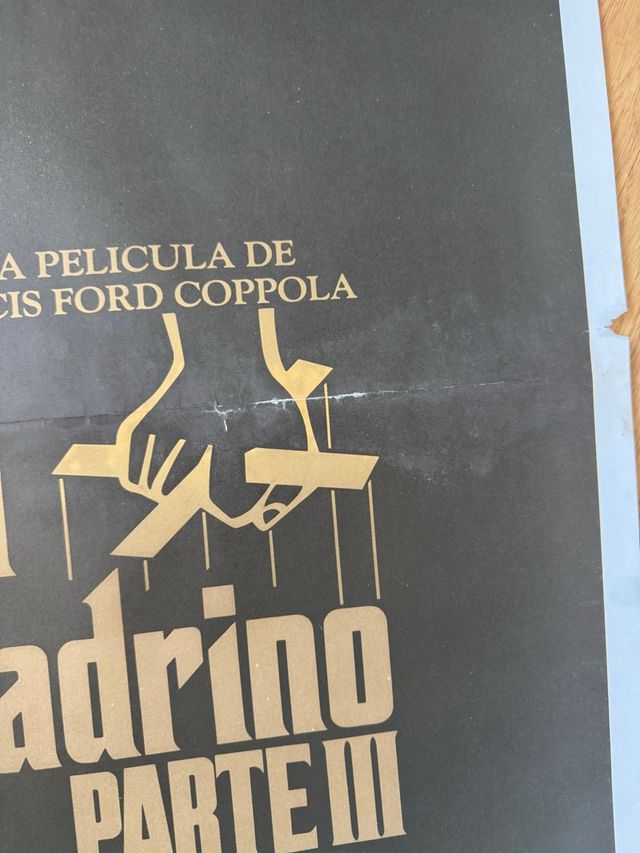 A PELICULA DE
CIS FORD COPPOLA
adrino
PARTE III